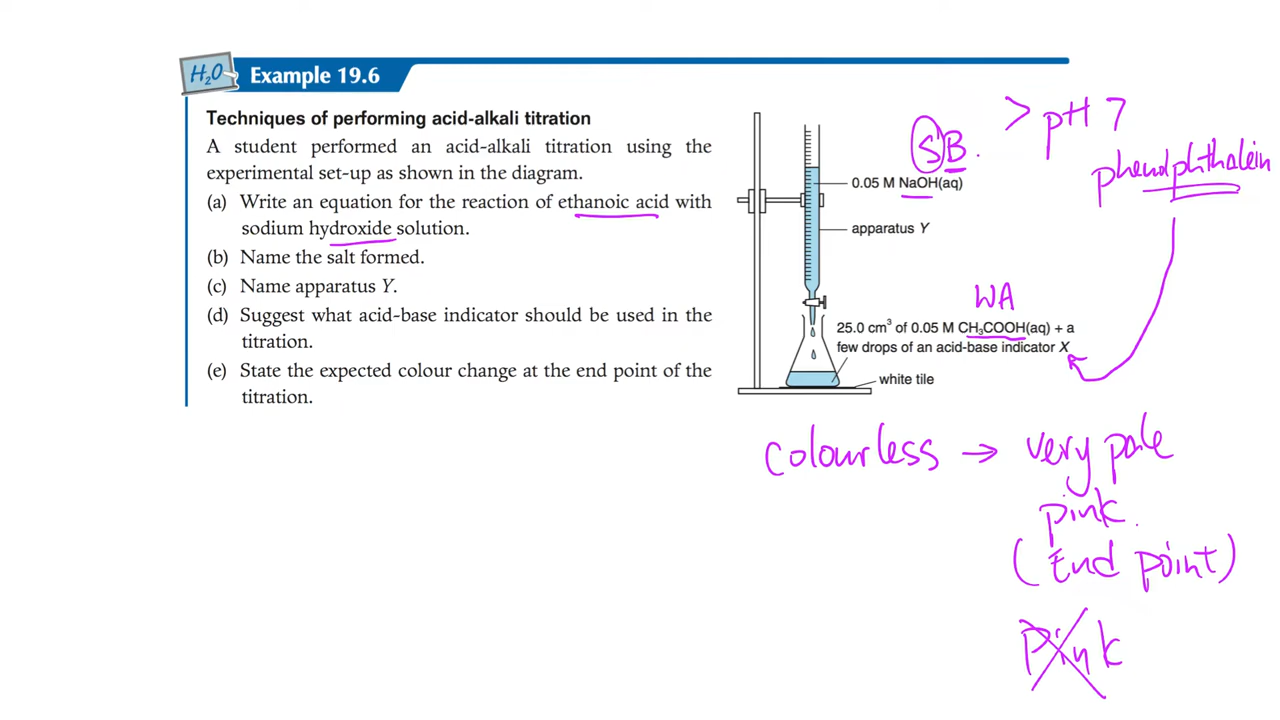 H₂O
Example 19.6
Techniques of performing acid-alkali titration
A student performed an acid-alkali titration using the
experimental set-up as shown in the diagram.
(a) Write an equation for the reaction of ethanoic acid with
sodium hydroxide solution.
(b) Name the salt formed.
(c) Name apparatus Y.
(d) Suggest what acid-base indicator should be used in the
titration.
(e) State the expected colour change at the end point of the
titration.
SB.
> pH 7
phenolphthalein
0.05 M NaOH(aq)
apparatus Y
WA
25.0 cm³ of 0.05 M CH₃COOH(aq) + a
few drops of an acid-base indicator X
white tile
colourless → very pale
pink.
(End point)
Pink